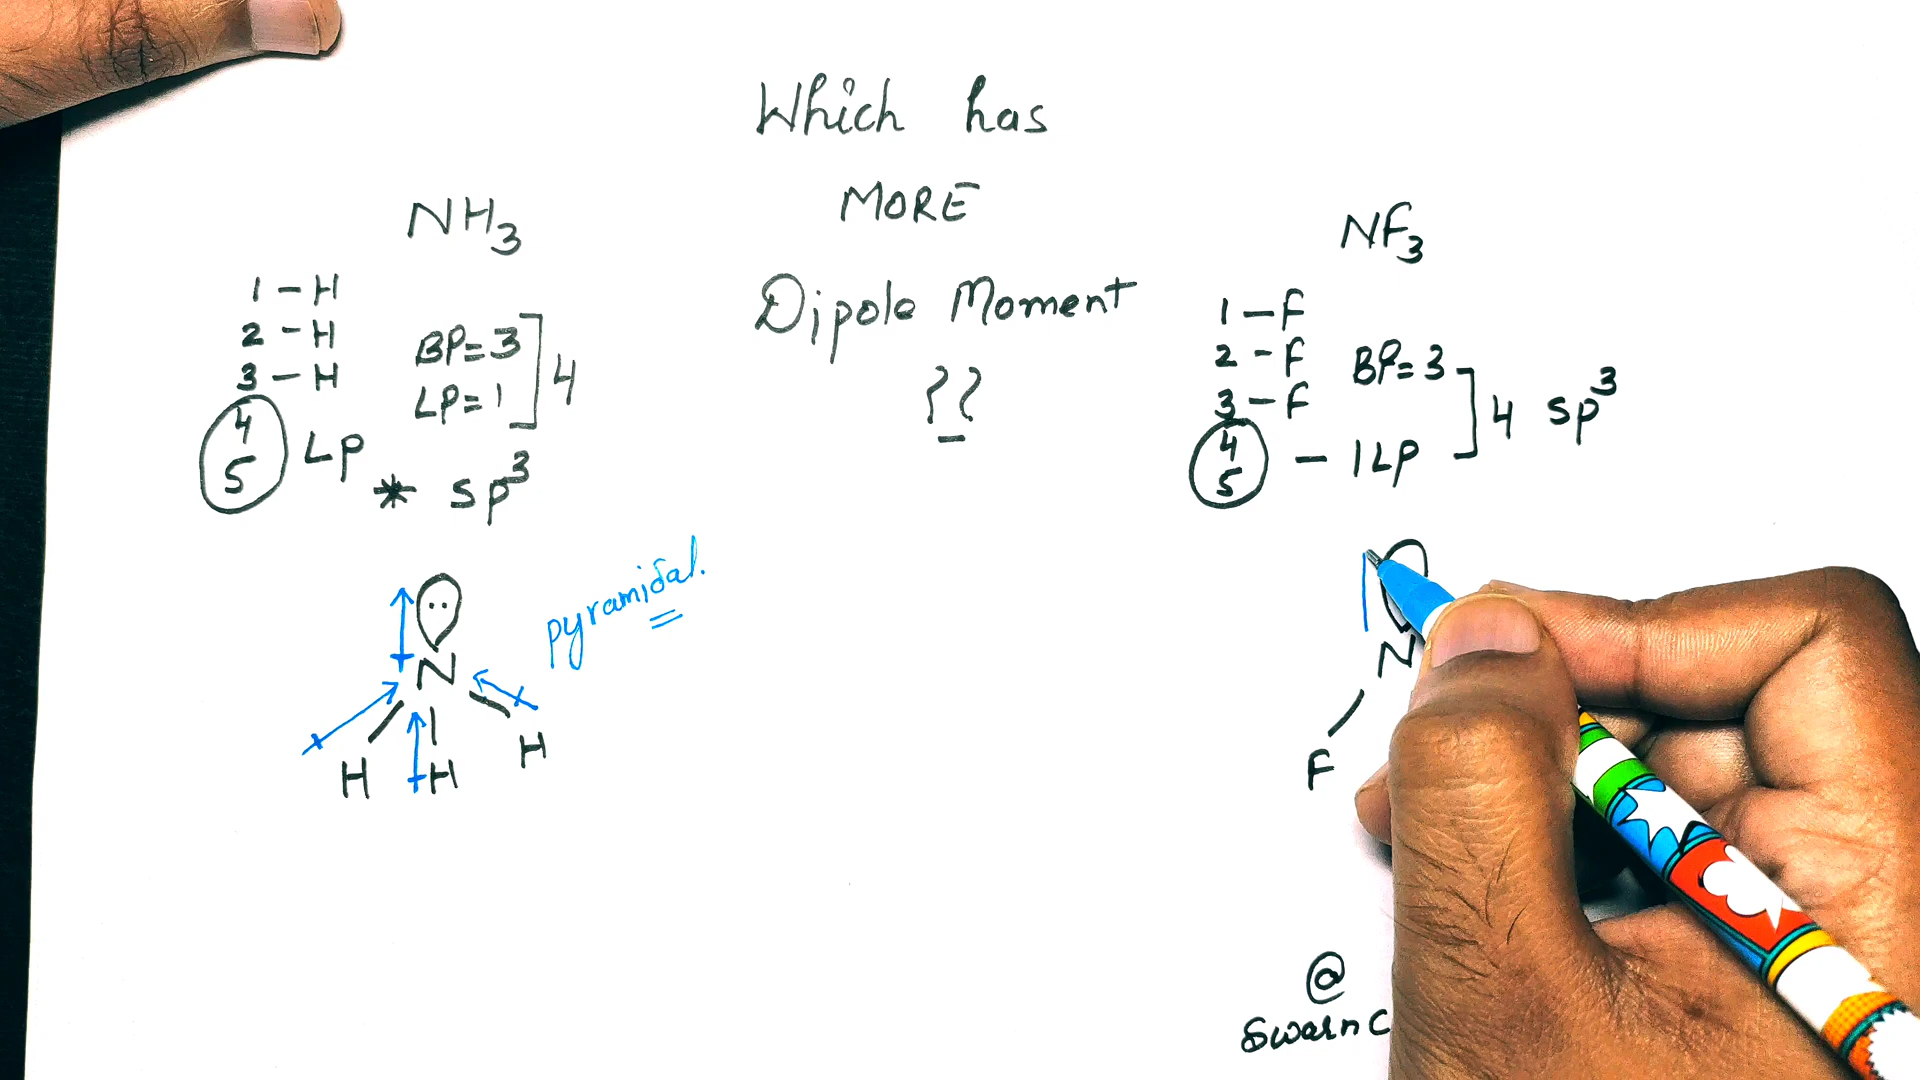 Which has
MORE
Dipole Moment
??
NH3
1 - H
2 - H
3 - H
4
5
LP
BP=3
LP=1
4
* sp3
pyramidal.
N
H
H
H
NF3
1 - F
2 - F
3 - F
4
5
- 1LP
BP=3
4 sp3
N
F
@